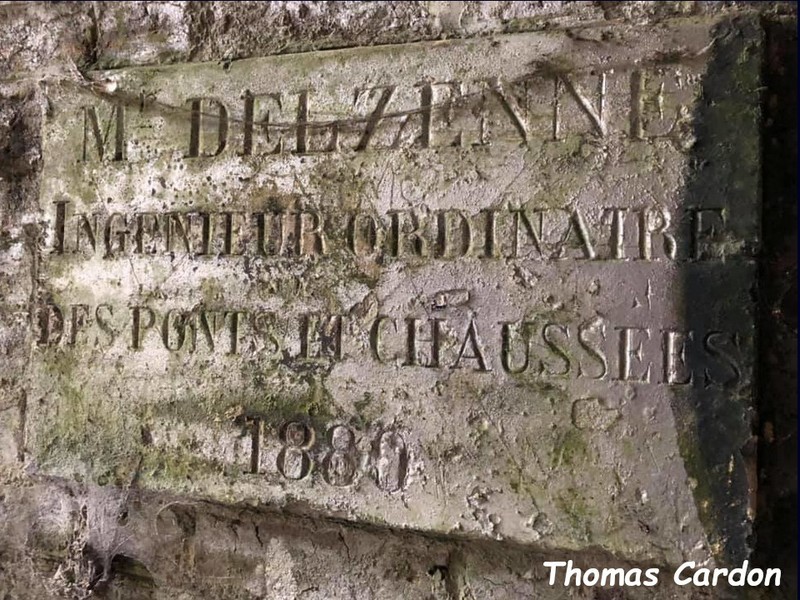 Mr DELZENNE
INGENIEUR ORDINAIRE
DES PONTS ET CHAUSSEES
1880
Thomas Cardon